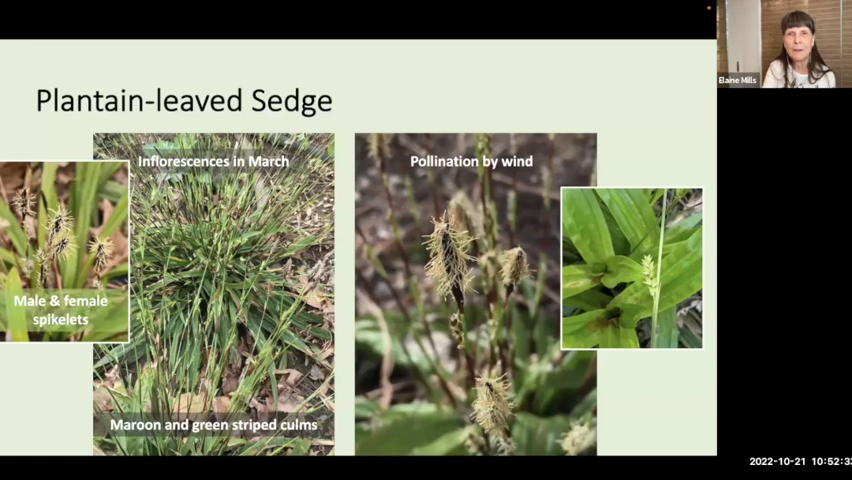 Elaine Mills
Plantain-leaved Sedge
Inflorescences in March
Pollination by wind
Male & female
spikelets
Maroon and green striped culms
2022-10-21 10:52:33